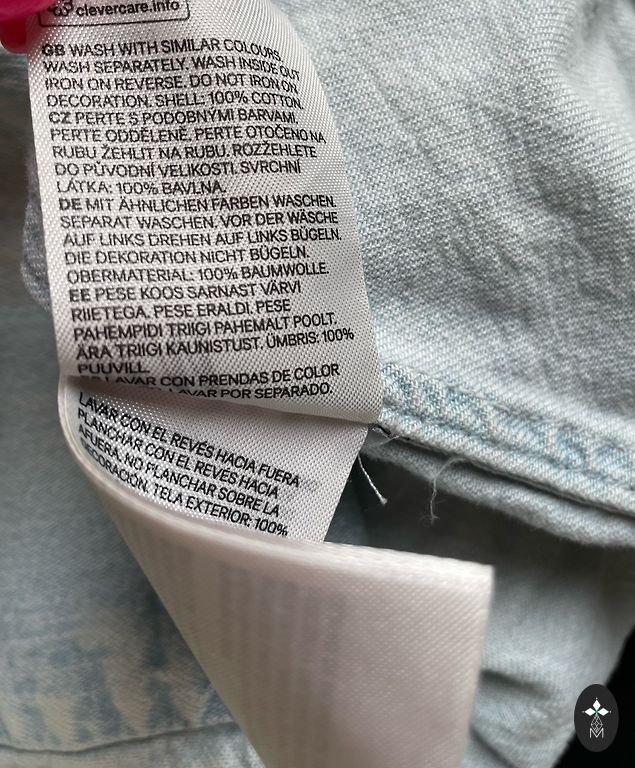 clevercare.info
GB WASH WITH SIMILAR COLOURS.
WASH SEPARATELY. WASH INSIDE OUT
IRON ON REVERSE. DO NOT IRON ON
DECORATION. SHELL: 100% COTTON.
CZ PERTE S PODOBNÝMI BARVAMI.
PERTE ODDĚLENĚ. PERTE OTOČENO NA
RUBU ŽEHLIT NA RUBU. ROZŽEHLETE
DO PŮVODNÍ VELIKOSTI. SVRCHNÍ
LÁTKA: 100% BAVLNA.
DE MIT ÄHNLICHEN FARBEN WASCHEN.
SEPARAT WASCHEN. VOR DER WÄSCHE
AUF LINKS DREHEN AUF LINKS BÜGELN.
DIE DEKORATION NICHT BÜGELN.
OBERMATERIAL: 100% BAUMWOLLE.
EE PESE KOOS SARNAST VÄRVI
RIIETEGA. PESE ERALDI. PESE
PAHEMPIDI TRIIGI PAHEMALT POOLT.
ÄRA TRIIGI KAUNISTUST. ÜMBRIS: 100%
PUUVILL.
LAVAR CON PRENDAS DE COLOR
LAVAR POR SEPARADO.
LAVAR CON EL REVÉS HACIA FUERA
PLANCHAR CON EL REVÉS HACIA
AFUERA. NO PLANCHAR SOBRE LA
DECORACIÓN. TELA EXTERIOR: 100%
M